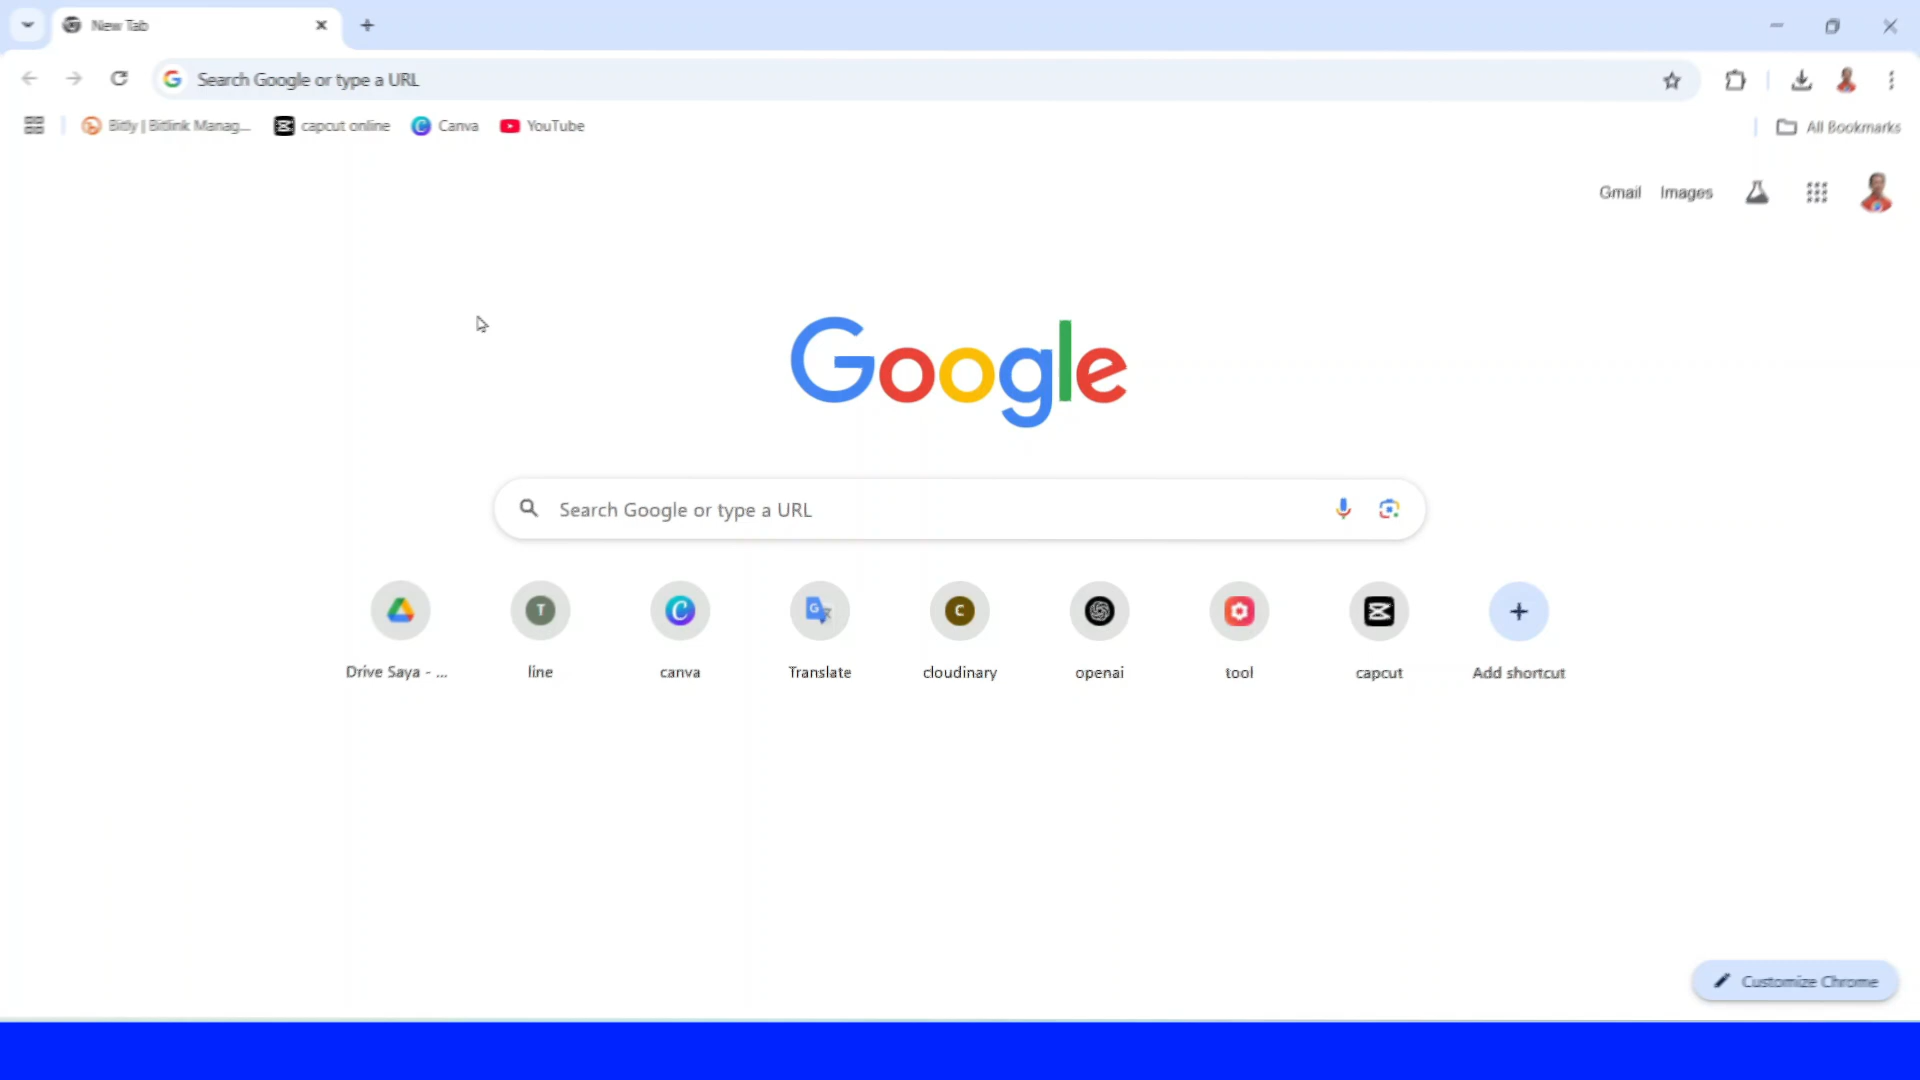 New Tab
Search Google or type a URL
Bitly | Bitlink Manag... capcut online Canva YouTube All Bookmarks
Gmail Images
Google
Search Google or type a URL
T C
Drive Saya - ... line canva Translate cloudinary openai tool capcut Add shortcut
Customize Chrome